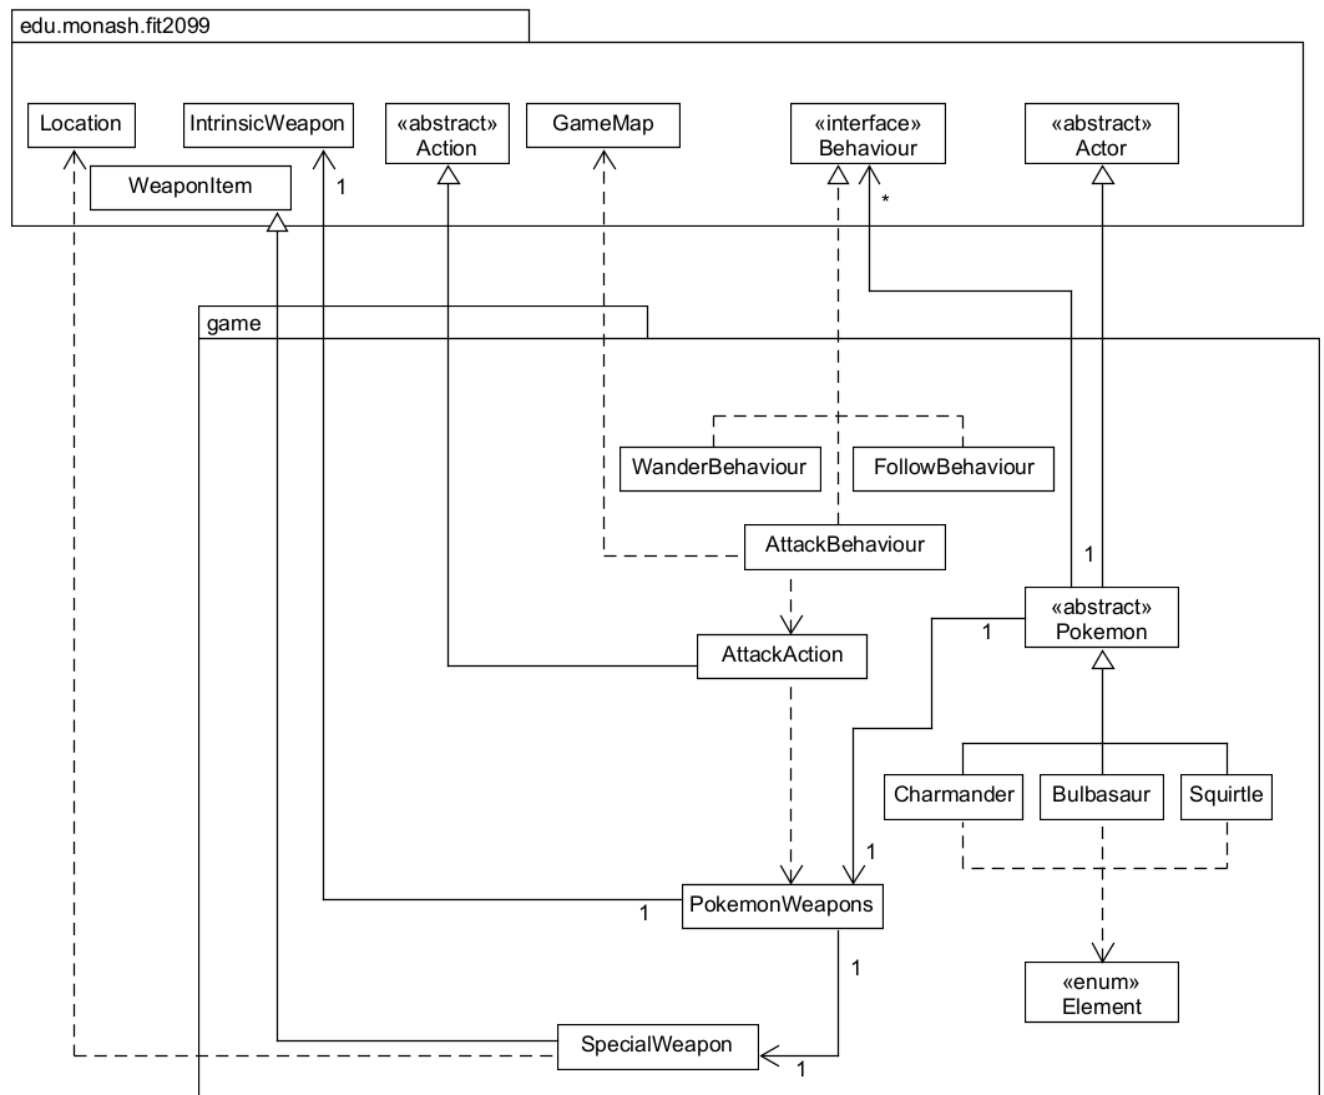 edu.monash.fit2099
Location
IntrinsicWeapon
«abstract»
Action
GameMap
«interface»
Behaviour
«abstract»
Actor
WeaponItem
1
*
game
WanderBehaviour
FollowBehaviour
AttackBehaviour
1
«abstract»
Pokemon
1
AttackAction
Charmander
Bulbasaur
Squirtle
1
PokemonWeapons
1
1
«enum»
Element
SpecialWeapon
1